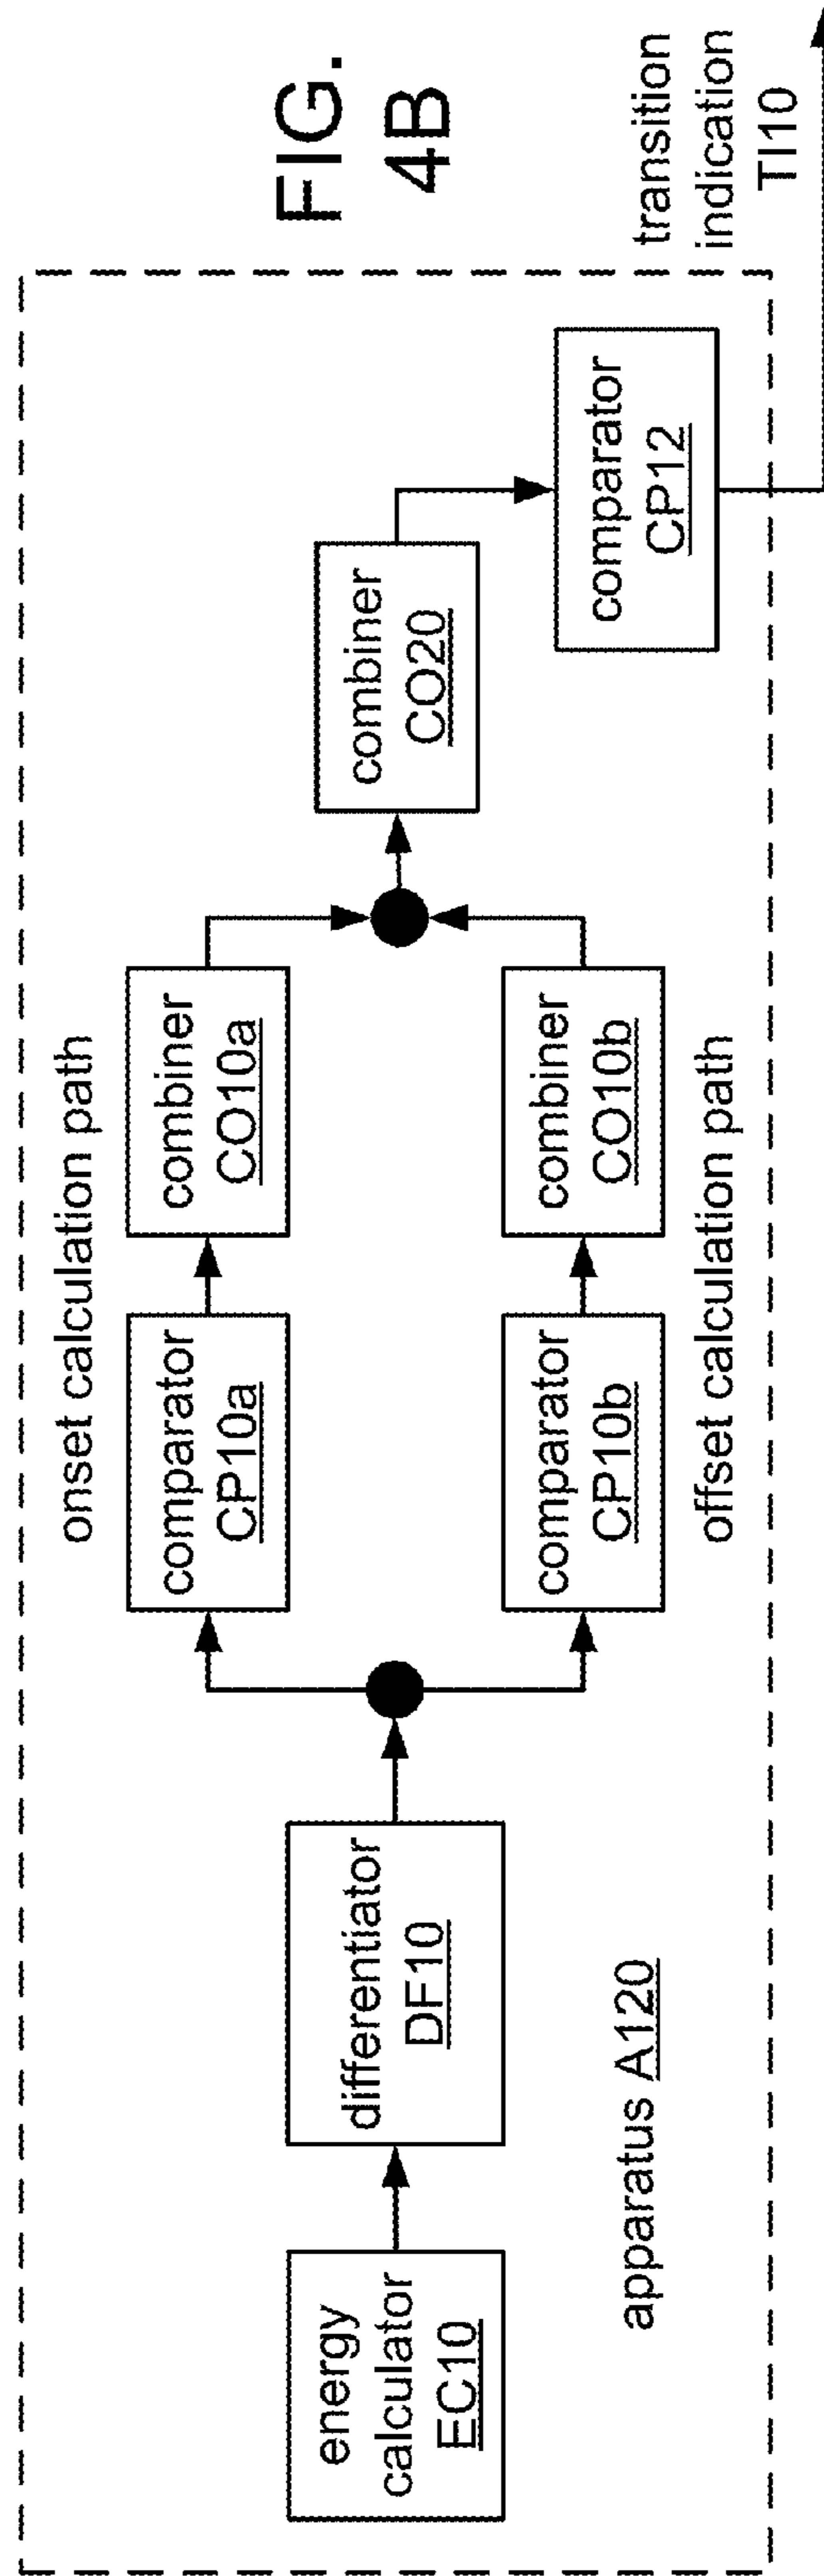 FIG.
4B
onset calculation path
energy
calculator
EC10
differentiator
DF10
comparator
CP10a
combiner
CO10a
comparator
CP10b
combiner
CO10b
offset calculation path
combiner
CO20
comparator
CP12
transition
indication
TI10
apparatus A120